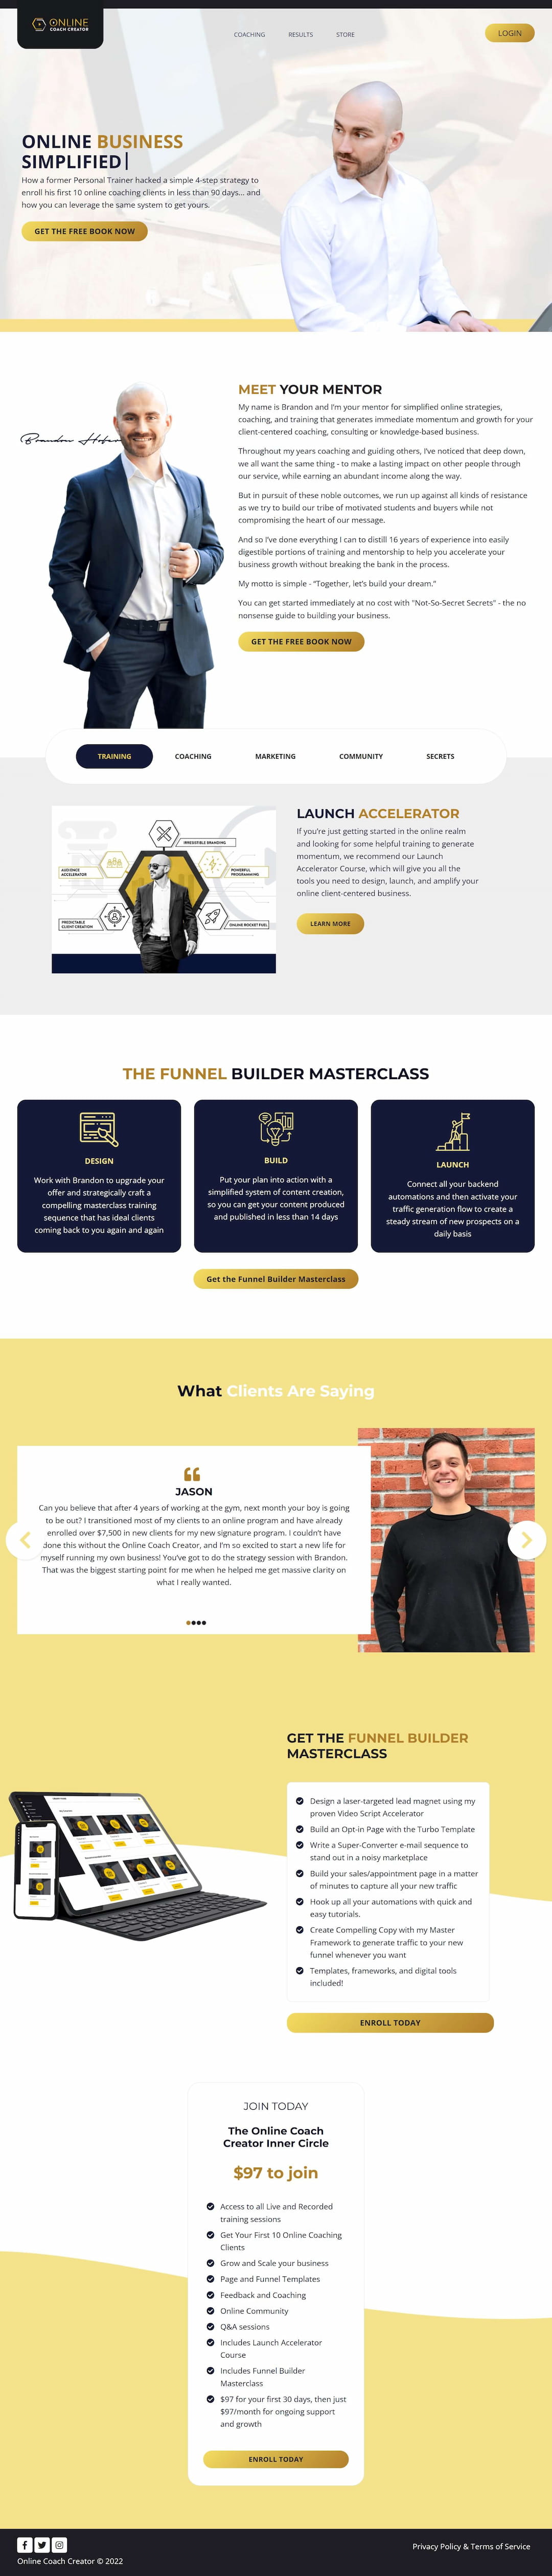 ONLINE
COACH CREATOR
COACHING
RESULTS
STORE
LOGIN
ONLINE BUSINESS
SIMPLIFIED
How a former Personal Trainer hacked a simple 4-step strategy to
enroll his first 10 online coaching clients in less than 90 days... and
how you can leverage the same system to get yours.
GET THE FREE BOOK NOW
MEET YOUR MENTOR
My name is Brandon and I'm your mentor for simplified online strategies,
coaching, and training that generates immediate momentum and growth for your
client-centered coaching, consulting or knowledge-based business.
Throughout my years coaching and guiding others, I've noticed that deep down,
we all want the same thing - to make a lasting impact on other people through
our service, while earning an abundant income along the way.
But in pursuit of these noble outcomes, we run up against all kinds of resistance
as we try to build our tribe of motivated students and buyers while not
compromising the heart of our message.
And so I've done everything I can to distill 16 years of experience into easily
digestible portions of training and mentorship to help you accelerate your
business growth without breaking the bank in the process.
My motto is simple - "Together, let's build your dream."
You can get started immediately at no cost with "Not-So-Secret Secrets" - the no
nonsense guide to building your business.
GET THE FREE BOOK NOW
Brandon Hofer
TRAINING
COACHING
MARKETING
COMMUNITY
SECRETS
IRRESISTIBLE BRANDING
AUDIENCE
ACCELERATOR
POWERFUL
PROGRAMMING
PREDICTABLE
CLIENT-CREATION
ONLINE ROCKET FUEL
LAUNCH ACCELERATOR
If you're just getting started in the online realm
and looking for some helpful training to generate
momentum, we recommend our Launch
Accelerator Course, which will give you all the
tools you need to design, launch, and amplify your
online client-centered business.
LEARN MORE
THE FUNNEL BUILDER MASTERCLASS
DESIGN
Work with Brandon to upgrade your
offer and strategically craft a
compelling masterclass training
sequence that has ideal clients
coming back to you again and again
BUILD
Put your plan into action with a
simplified system of content creation,
so you can get your content produced
and published in less than 14 days
LAUNCH
Connect all your backend
automations and then activate your
traffic generation flow to create a
steady stream of new prospects on a
daily basis
Get the Funnel Builder Masterclass
What Clients Are Saying
JASON
Can you believe that after 4 years of working at the gym, next month your boy is going
to be out? I transitioned most of my clients to an online program and have already
enrolled over $7,500 in new clients for my new signature program. I couldn't have
done this without the Online Coach Creator, and I'm so excited to start a new life for
myself running my own business! You've got to do the strategy session with Brandon.
That was the biggest starting point for me when he helped me get massive clarity on
what I really wanted.
GET THE FUNNEL BUILDER
MASTERCLASS
Design a laser-targeted lead magnet using my
proven Video Script Accelerator
Build an Opt-in Page with the Turbo Template
Write a Super-Converter e-mail sequence to
stand out in a noisy marketplace
Build your sales/appointment page in a matter
of minutes to capture all your new traffic
Hook up all your automations with quick and
easy tutorials.
Create Compelling Copy with my Master
Framework to generate traffic to your new
funnel whenever you want
Templates, frameworks, and digital tools
included!
ENROLL TODAY
JOIN TODAY
The Online Coach
Creator Inner Circle
$97 to join
Access to all Live and Recorded
training sessions
Get Your First 10 Online Coaching
Clients
Grow and Scale your business
Page and Funnel Templates
Feedback and Coaching
Online Community
Q&A sessions
Includes Launch Accelerator
Course
Includes Funnel Builder
Masterclass
$97 for your first 30 days, then just
$97/month for ongoing support
and growth
ENROLL TODAY
Online Coach Creator © 2022
Privacy Policy & Terms of Service